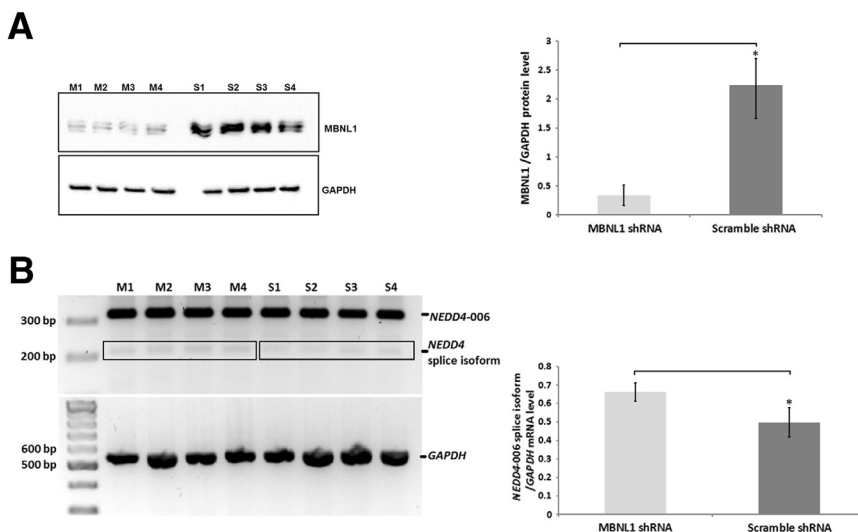 A
M1 M2 M3 M4 S1 S2 S3 S4
MBNL1
GAPDH
MBNL1 /GAPDH protein level
3
2.5
2
1.5
1
0.5
0
*
MBNL1 shRNA Scramble shRNA
B
M1 M2 M3 M4 S1 S2 S3 S4
300 bp
200 bp
NEDD4-006
NEDD4
splice isoform
600 bp
500 bp
GAPDH
NEDD4-006 splice isoform
/GAPDH mRNA level
0.8
0.7
0.6
0.5
0.4
0.3
0.2
0.1
0
*
MBNL1 shRNA Scramble shRNA